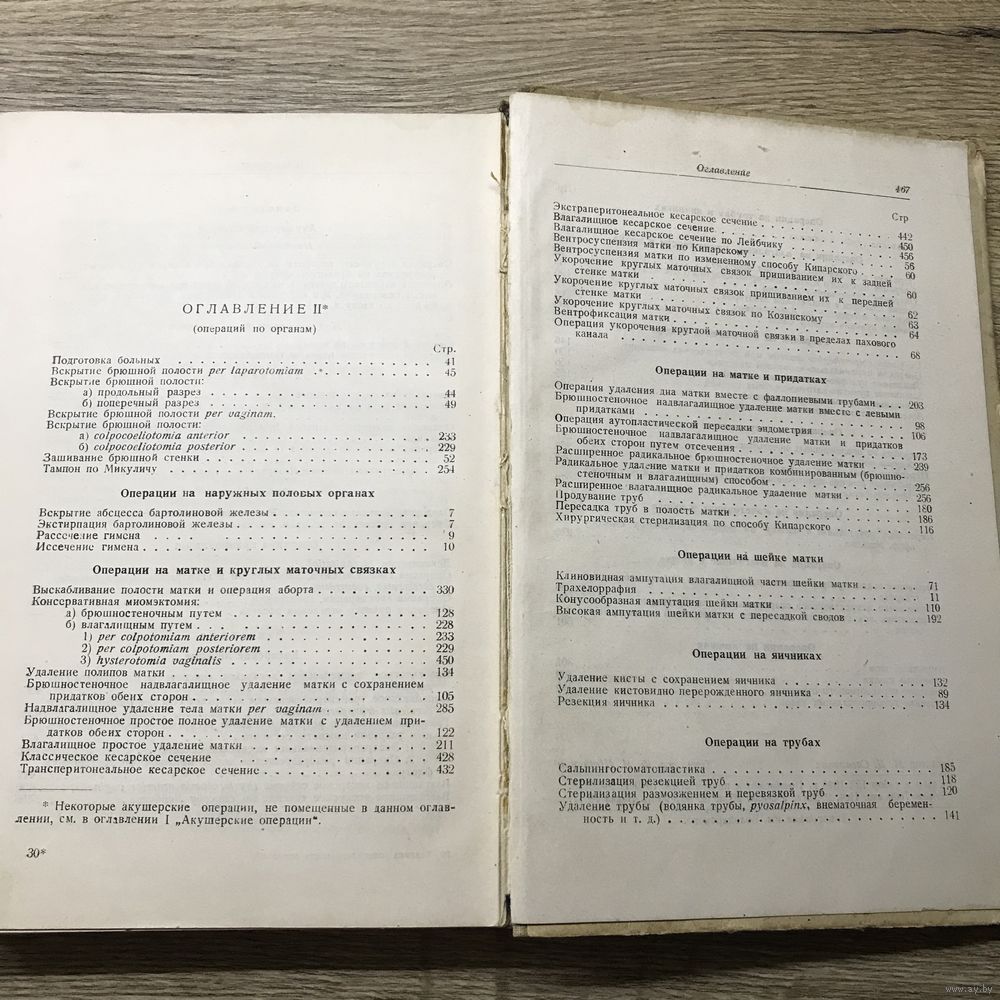 ОГЛАВЛЕНИЕ II*
(операций по органам)
Стр.
Подготовка больных . . . 41
Вскрытие брюшной полости per laparotomiam . . . 45
Вскрытие брюшной полости:
а) продольный разрез . . . 44
б) поперечный разрез . . . 49
Вскрытие брюшной полости per vaginam.
Вскрытие брюшной полости:
а) colpocoeliotomia anterior . . . 233
б) colpocoeliotomia posterior . . . 229
Зашивание брюшной стенки . . . 52
Тампон по Микуличу . . . 254
Операции на наружных половых органах
Вскрытие абсцесса бартолиновой железы . . . 7
Экстирпация бартолиновой железы . . . 7
Рассечение гимена . . . 9
Иссечение гимена . . . 10
Операции на матке и круглых маточных связках
Выскабливание полости матки и операция аборта . . . 330
Консервативная миомэктомия:
а) брюшностеночным путем . . . 128
б) влагалищным путем . . . 228
1) per colpotomiam anteriorem . . . 233
2) per colpotomiam posteriorem . . . 229
3) hysterotomia vaginalis . . . 450
Удаление полипов матки . . . 134
Брюшностеночное надвлагалищное удаление матки с сохранением
придатков обеих сторон . . . 105
Надвлагалищное удаление тела матки per vaginam . . . 285
Брюшностеночное простое полное удаление матки с удалением при-
датков обеих сторон . . . 122
Влагалищное простое удаление матки . . . 211
Классическое кесарское сечение . . . 428
Трансперитонеальное кесарское сечение . . . 432
* Некоторые акушерские операции, не помещенные в данном оглав-
лении, см. в оглавлении I „Акушерские операции“.
30*
Оглавление
467
Стр
Экстраперитонеальное кесарское сечение . . . 442
Влагалищное кесарское сечение . . . 450
Влагалищное кесарское сечение по Лейбчику . . . 456
Вентросуспензия матки по Кипарскому . . . 56
Вентросуспензия матки по измененному способу Кипарского . . . 60
Укорочение круглых маточных связок пришиванием их к задней
стенке матки . . . 60
Укорочение круглых маточных связок пришиванием их к передней
стенке матки . . . 62
Укорочение круглых маточных связок по Козинскому . . . 63
Вентрофиксация матки . . . 64
Операция укорочения круглой маточной связки в пределах пахового
канала . . . 68
Операции на матке и придатках
Операция удаления дна матки вместе с фаллопиевыми трубами . . . 203
Брюшностеночное надвлагалищное удаление матки вместе с левыми
придатками . . . 98
Операция аутопластической пересадки эндометрия . . . 106
Брюшностеночное надвлагалищное удаление матки и придатков
обеих сторон путем отсечения . . . 173
Расширенное радикальное брюшностеночное удаление матки . . . 239
Радикальное удаление матки и придатков комбинированным (брюшно-
стеночным и влагалищным) способом . . . 256
Расширенное влагалищное радикальное удаление матки . . . 256
Продувание труб . . . 180
Пересадка труб в полость матки . . . 186
Хирургическая стерилизация по способу Кипарского . . . 116
Операции на шейке матки
Клиновидная ампутация влагалищной части шейки матки . . . 71
Трахелоррафия . . . 11
Конусообразная ампутация шейки матки . . . 110
Высокая ампутация шейки матки с пересадкой сводов . . . 192
Операции на яичниках
Удаление кисты с сохранением яичника . . . 132
Удаление кистовидно перерожденного яичника . . . 89
Резекция яичника . . . 134
Операции на трубах
Сальпингостоматопластика . . . 185
Стерилизация резекцией труб . . . 118
Стерилизация размозжением и перевязкой труб . . . 120
Удаление трубы (водянка трубы, pyosalpinx, внематочная беремен-
ность и т. д.) . . . 141
www.ay.by